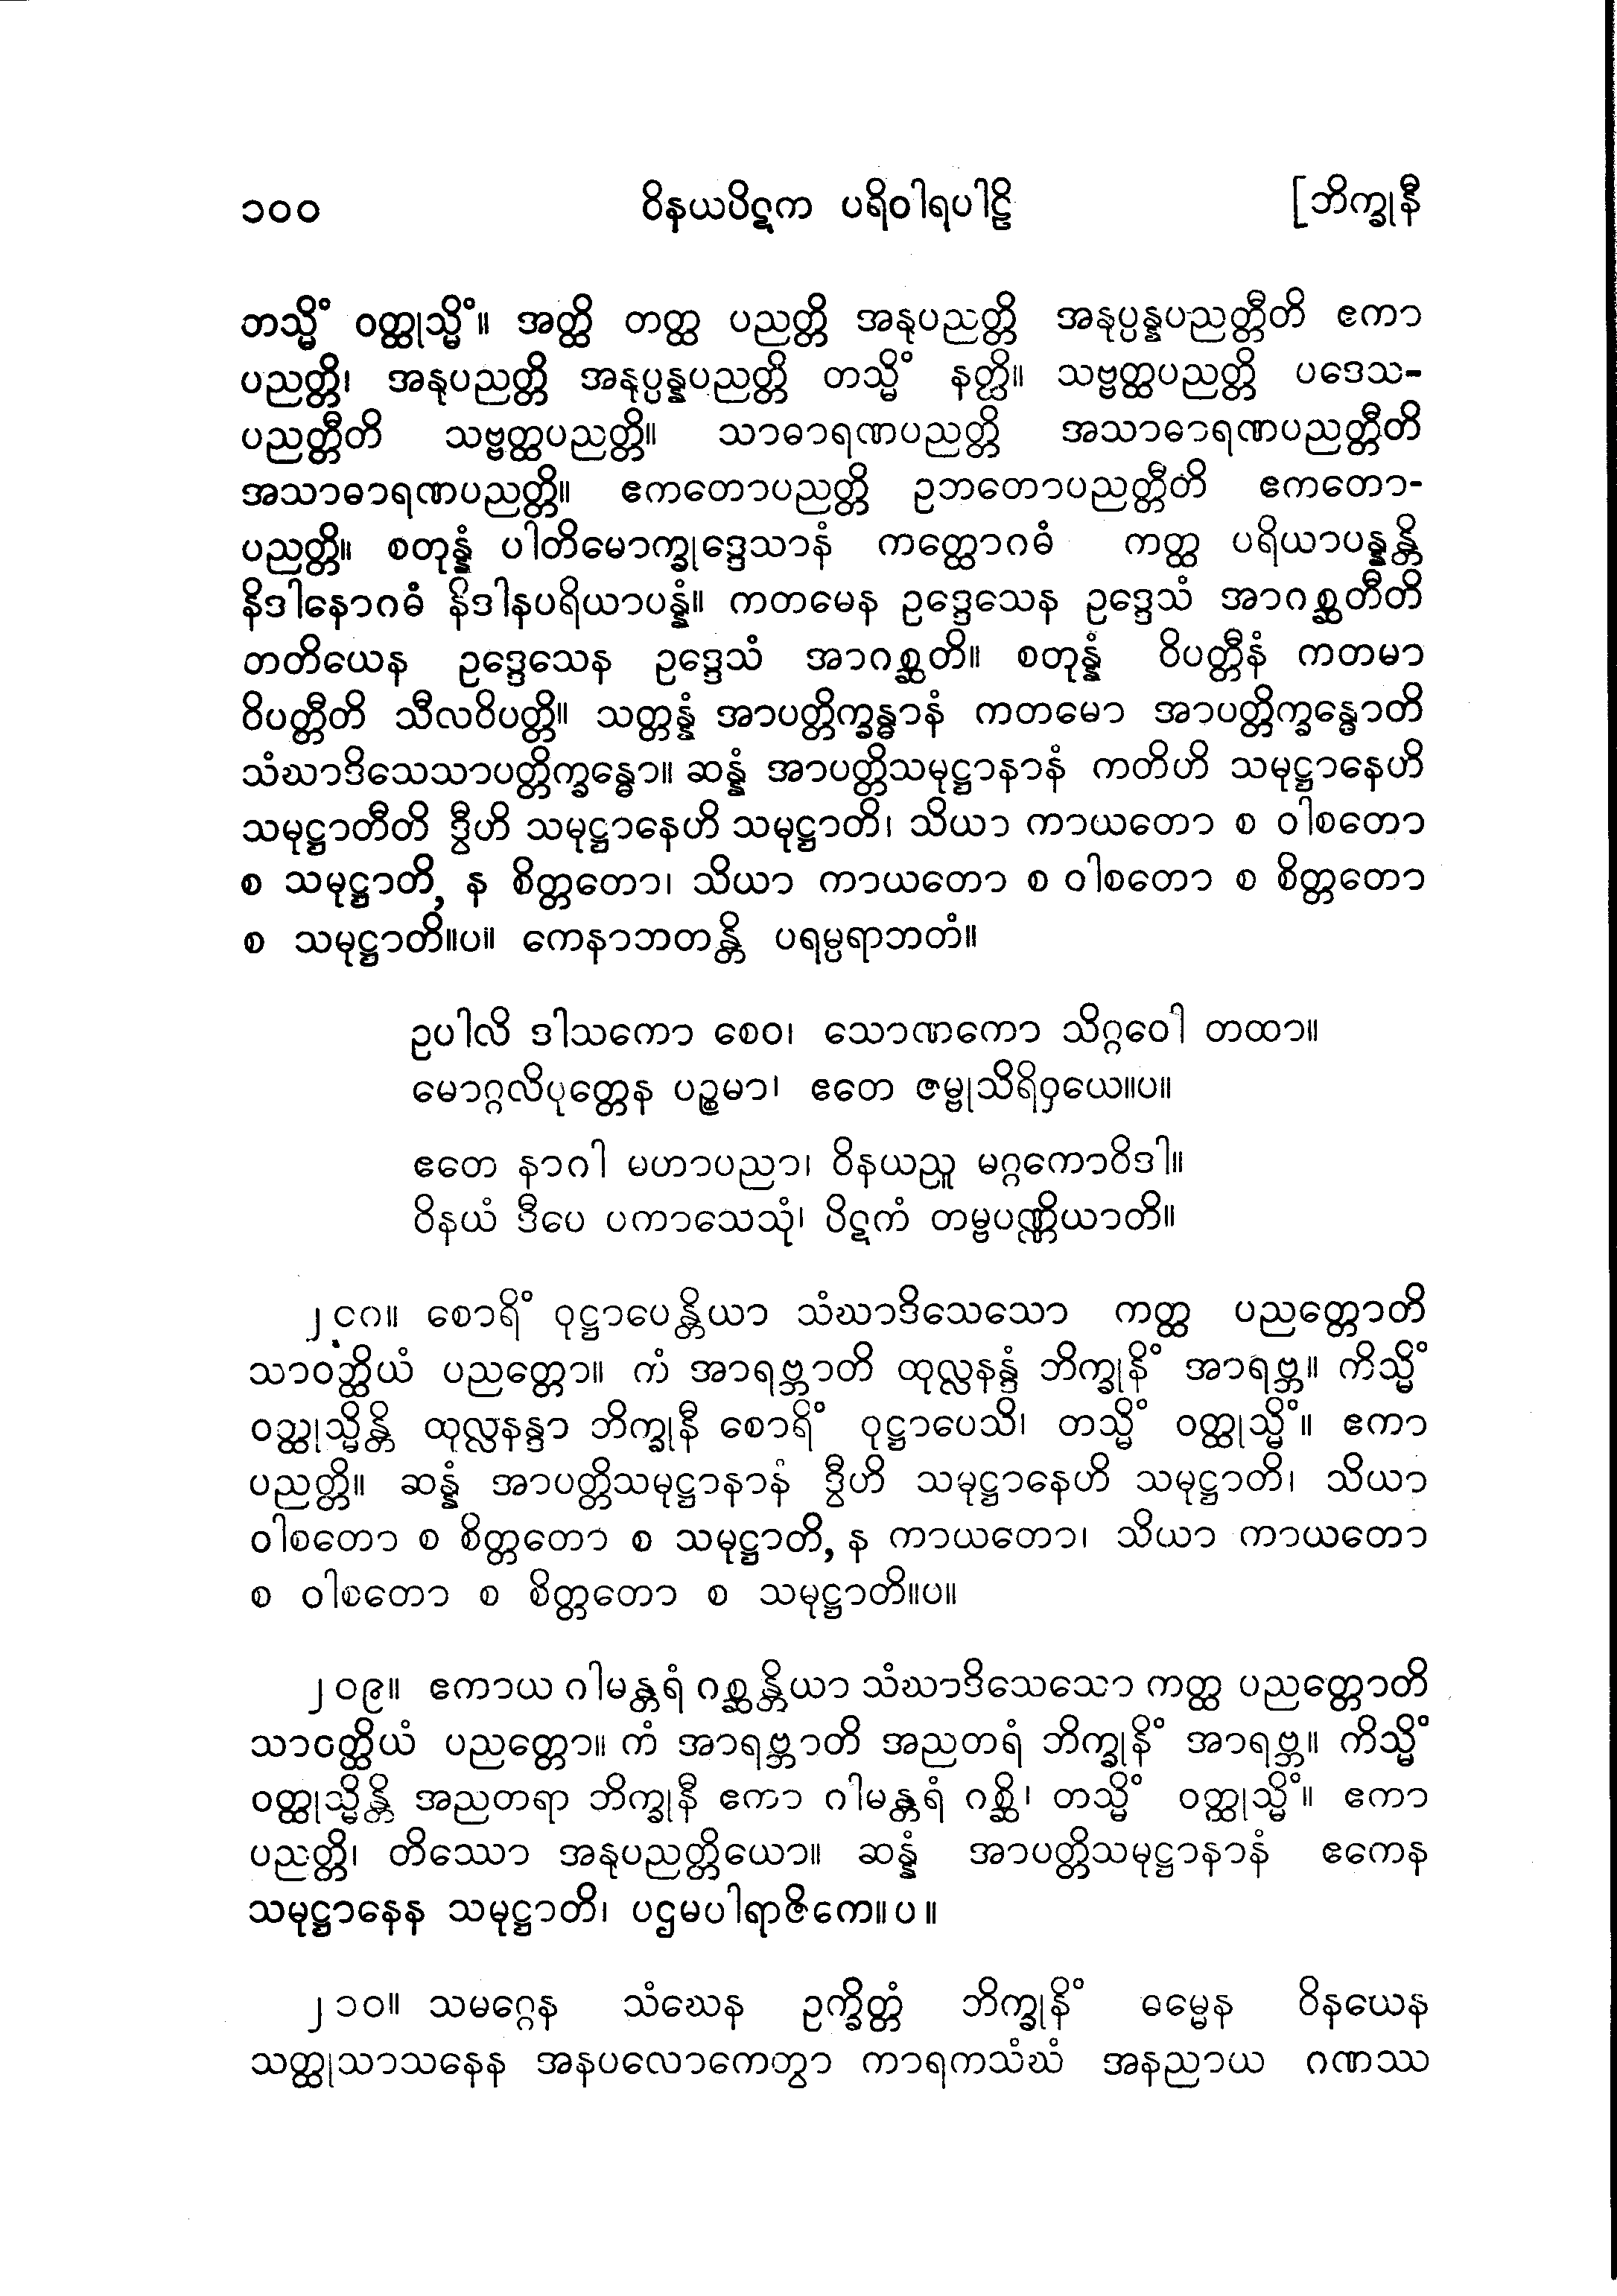 ၁၀၀ ဝိနယပိဋက ပရိဝါရပါဠိ [ဘိက္ခုနီ
တသ္မိံ ဝတ္ထုသ္မိံ။ အတ္ထိ တတ္ထ ပညတ္တိ အနုပညတ္တိ အနုပ္ပန္နပညတ္တီတိ ဧကာ
ပညတ္တိ၊ အနုပညတ္တိ အနုပ္ပန္နပညတ္တိ တသ္မိံ နတ္ထိ။ သဗ္ဗတ္ထပညတ္တိ ပဒေသ-
ပညတ္တီတိ သဗ္ဗတ္ထပညတ္တိ။ သာဓာရဏပညတ္တိ အသာဓာရဏပညတ္တီတိ
အသာဓာရဏပညတ္တိ။ ဧကတောပညတ္တိ ဥဘတောပညတ္တီတိ ဧကတော-
ပညတ္တိ။ စတုန္နံ ပါတိမောက္ခုဒ္ဒေသာနံ ကတ္ထောဂဓံ ကတ္ထ ပရိယာပန္နန္တိ
နိဒါနောဂဓံ နိဒါနပရိယာပန္နံ။ ကတမေန ဥဒ္ဒေသေန ဥဒ္ဒေသံ အာဂစ္ဆတီတိ
တတိယေန ဥဒ္ဒေသေန ဥဒ္ဒေသံ အာဂစ္ဆတိ။ စတုန္နံ ဝိပတ္တီနံ ကတမာ
ဝိပတ္တီတိ သီလဝိပတ္တိ။ သတ္တန္နံ အာပတ္တိက္ခန္ဓာနံ ကတမော အာပတ္တိက္ခန္ဓောတိ
သံဃာဒိသေသာပတ္တိက္ခန္ဓော။ ဆန္နံ အာပတ္တိသမုဋ္ဌာနာနံ ကတိဟိ သမုဋ္ဌာနေဟိ
သမုဋ္ဌာတီတိ ဒွီဟိ သမုဋ္ဌာနေဟိ သမုဋ္ဌာတိ၊ သိယာ ကာယတော စ ဝါစတော
စ သမုဋ္ဌာတိ, န စိတ္တတော၊ သိယာ ကာယတော စ ဝါစတော စ စိတ္တတော
စ သမုဋ္ဌာတိ။ပ။ ကေနာဘတန္တိ ပရမ္ပရာဘတံ။
ဥပါလိ ဒါသကော စေဝ၊ သောဏကော သိဂ္ဂဝေါ တထာ။
မောဂ္ဂလိပုတ္တေန ပဉ္စမာ၊ ဧတေ ဇမ္ဗုသိရိဝှယေ။ပ။
ဧတေ နာဂါ မဟာပညာ၊ ဝိနယညူ မဂ္ဂကောဝိဒါ။
ဝိနယံ ဒီပေ ပကာသေသုံ၊ ပိဋကံ တမ္ဗပဏ္ဏိယာတိ။
၂၄၈။ စောရိံ ဝုဋ္ဌာပေန္တိယာ သံဃာဒိသေသော ကတ္ထ ပညတ္တောတိ
သာဝတ္ထိယံ ပညတ္တော။ ကံ အာရဗ္ဘာတိ ထုလ္လနန္ဒံ ဘိက္ခုနိံ အာရဗ္ဘ။ ကိသ္မိံ
ဝတ္ထုသ္မိန္တိ ထုလ္လနန္ဒာ ဘိက္ခုနီ စောရိံ ဝုဋ္ဌာပေသိ၊ တသ္မိံ ဝတ္ထုသ္မိံ။ ဧကာ
ပညတ္တိ။ ဆန္နံ အာပတ္တိသမုဋ္ဌာနာနံ ဒွီဟိ သမုဋ္ဌာနေဟိ သမုဋ္ဌာတိ၊ သိယာ
ဝါစတော စ စိတ္တတော စ သမုဋ္ဌာတိ, န ကာယတော၊ သိယာ ကာယတော
စ ဝါစတော စ စိတ္တတော စ သမုဋ္ဌာတိ။ပ။
၂၀၉။ ဧကာယ ဂါမန္တရံ ဂစ္ဆန္တိယာ သံဃာဒိသေသော ကတ္ထ ပညတ္တောတိ
သာဝတ္ထိယံ ပညတ္တော။ ကံ အာရဗ္ဘာတိ အညတရံ ဘိက္ခုနိံ အာရဗ္ဘ။ ကိသ္မိံ
ဝတ္ထုသ္မိန္တိ အညတရာ ဘိက္ခုနီ ဧကာ ဂါမန္တရံ ဂစ္ဆိ၊ တသ္မိံ ဝတ္ထုသ္မိံ။ ဧကာ
ပညတ္တိ၊ တိဿော အနုပညတ္တိယော။ ဆန္နံ အာပတ္တိသမုဋ္ဌာနာနံ ဧကေန
သမုဋ္ဌာနေန သမုဋ္ဌာတိ၊ ပဌမပါရာဇိကေ။ပ။
၂၁၀။ သမဂ္ဂေန သံဃေန ဥက္ခိတ္တံ ဘိက္ခုနိံ ဓမ္မေန ဝိနယေန
သတ္ထုသာသနေန အနပလောကေတွာ ကာရကသံဃံ အနညာယ ဂဏဿ